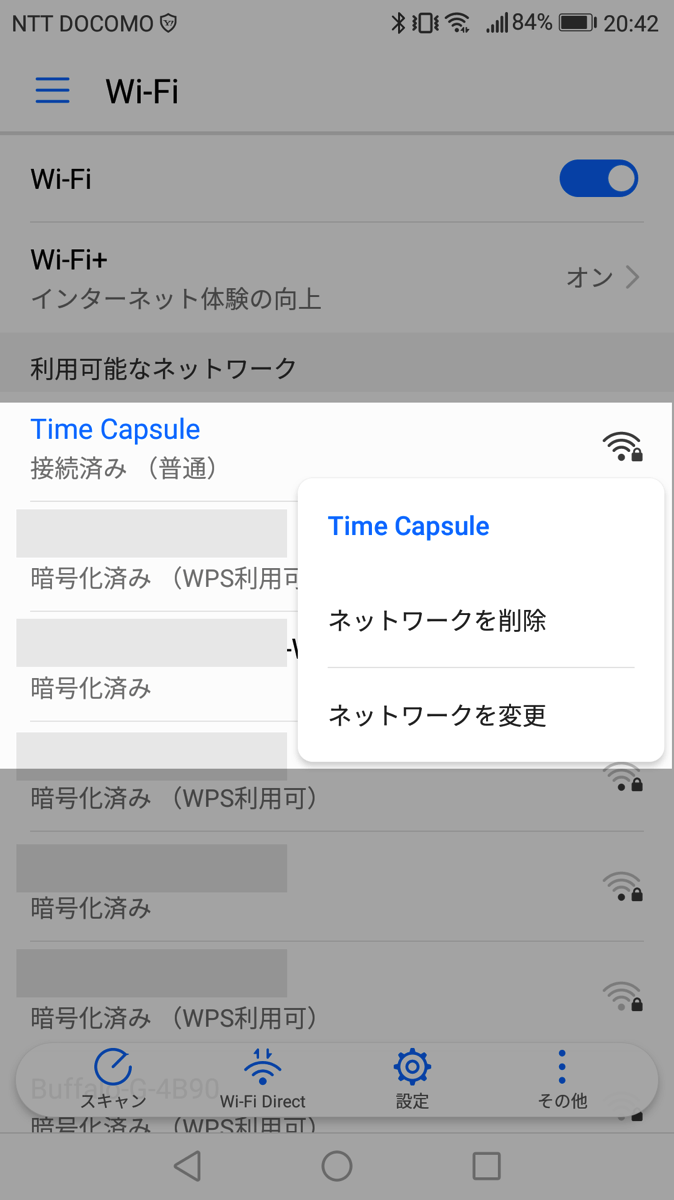 NTT DOCOMO
84% 20:42
Wi-Fi
Wi-Fi
Wi-Fi+
インターネット体験の向上
オン
利用可能なネットワーク
Time Capsule
接続済み （普通）
Time Capsule
ネットワークを削除
ネットワークを変更
暗号化済み （WPS利用可
暗号化済み
暗号化済み （WPS利用可）
暗号化済み
暗号化済み （WPS利用可）
Buffalo-G-4B90
スキャン
Wi-Fi Direct
設定
その他
暗号化済み （WPS利用可）